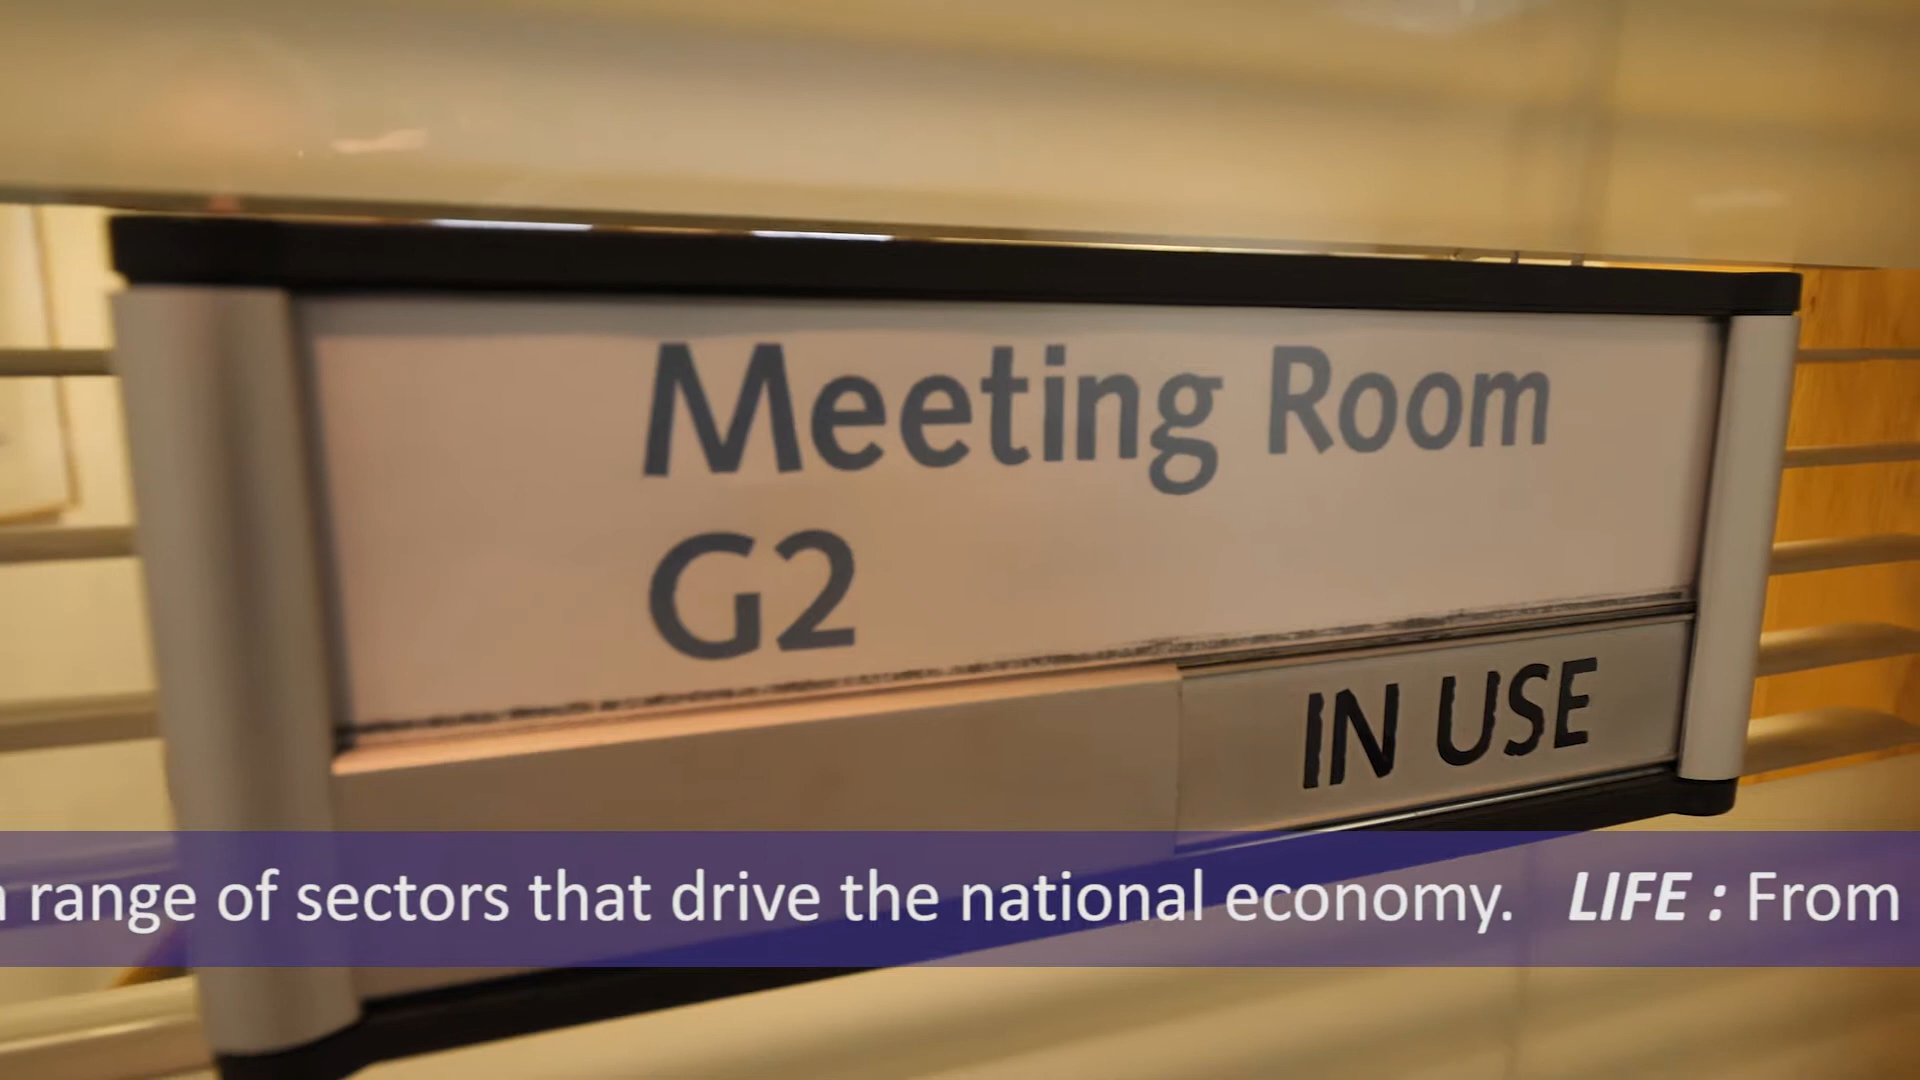 Meeting Room
G2
IN USE
range of sectors that drive the national economy. LIFE : From